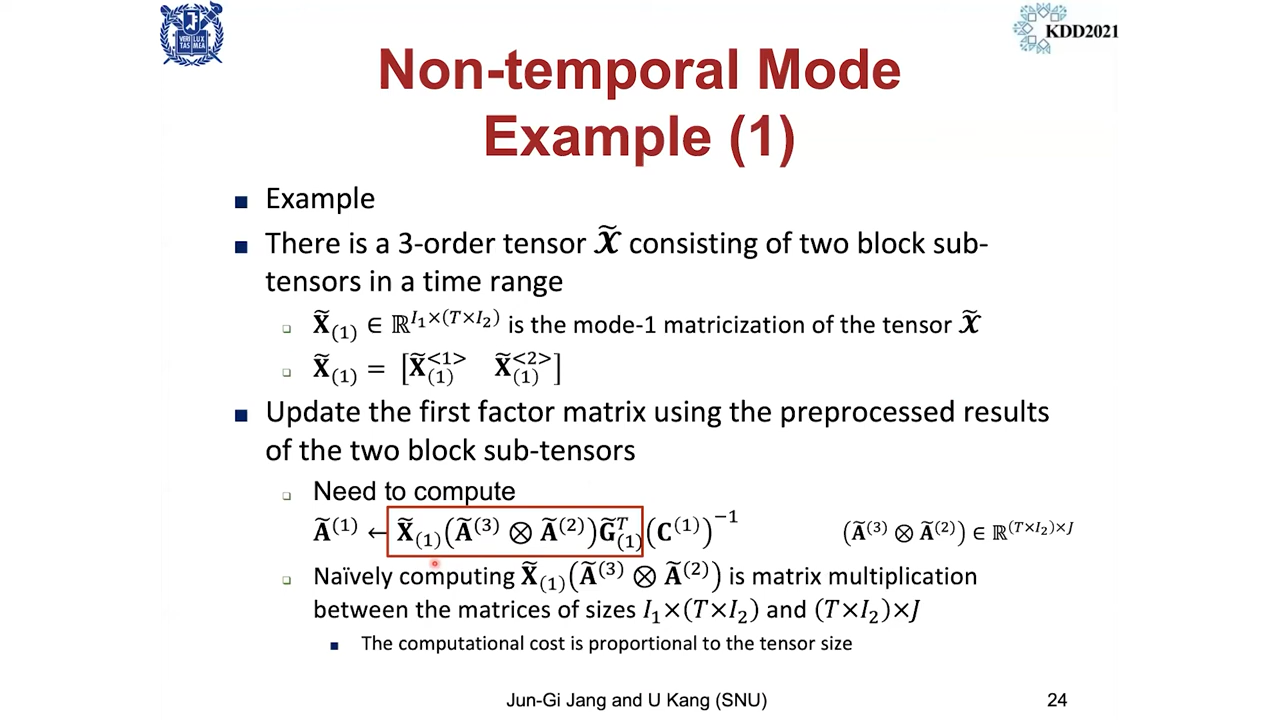 VERI LUX
TAS MEA
KDD2021
Non-temporal Mode
Example (1)
■ Example
■ There is a 3-order tensor 𝓧̃ consisting of two block sub-
tensors in a time range
❑ 𝐗̃₍₁₎ ∈ ℝ^{I₁×(T×I₂)} is the mode-1 matricization of the tensor 𝓧̃
❑ 𝐗̃₍₁₎ = [𝐗̃₍₁₎^{<1>} 𝐗̃₍₁₎^{<2>}]
■ Update the first factor matrix using the preprocessed results
of the two block sub-tensors
❑ Need to compute
𝐀̃⁽¹⁾ ← 𝐗̃₍₁₎(𝐀̃⁽³⁾ ⊗ 𝐀̃⁽²⁾)𝐆̃₍₁₎^T (𝐂⁽¹⁾)⁻¹ (𝐀̃⁽³⁾ ⊗ 𝐀̃⁽²⁾) ∈ ℝ^{(T×I₂)×J}
❑ Naïvely computing 𝐗̃₍₁₎(𝐀̃⁽³⁾ ⊗ 𝐀̃⁽²⁾) is matrix multiplication
between the matrices of sizes I₁×(T×I₂) and (T×I₂)×J
■ The computational cost is proportional to the tensor size
Jun-Gi Jang and U Kang (SNU) 24